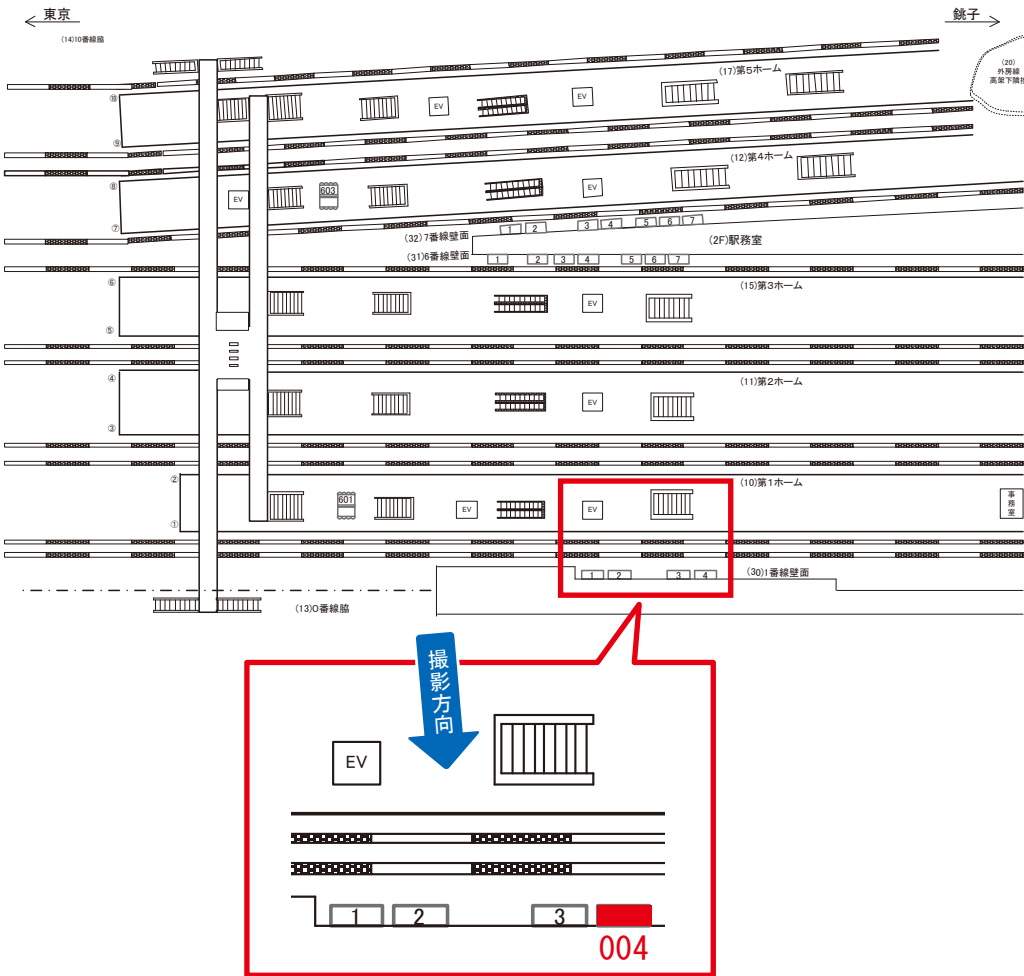 東京
銚子
(14)10番線脇
(20)
外房線
(17)第5ホーム
⑩
EV
EV
⑨
(12)第4ホーム
⑧
EV
603
EV
⑦
1 2 3 4 5 6 7
(32)7番線壁面
(2F)駅務室
(31)6番線壁面
1 2 3 4 5 6 7
⑥
(15)第3ホーム
EV
⑤
④
(11)第2ホーム
EV
③
②
(10)第1ホーム
601
EV
EV
事務室
①
1 2 3 4
(30)1番線壁面
(13)0番線脇
撮影方向
EV
1 2 3
004